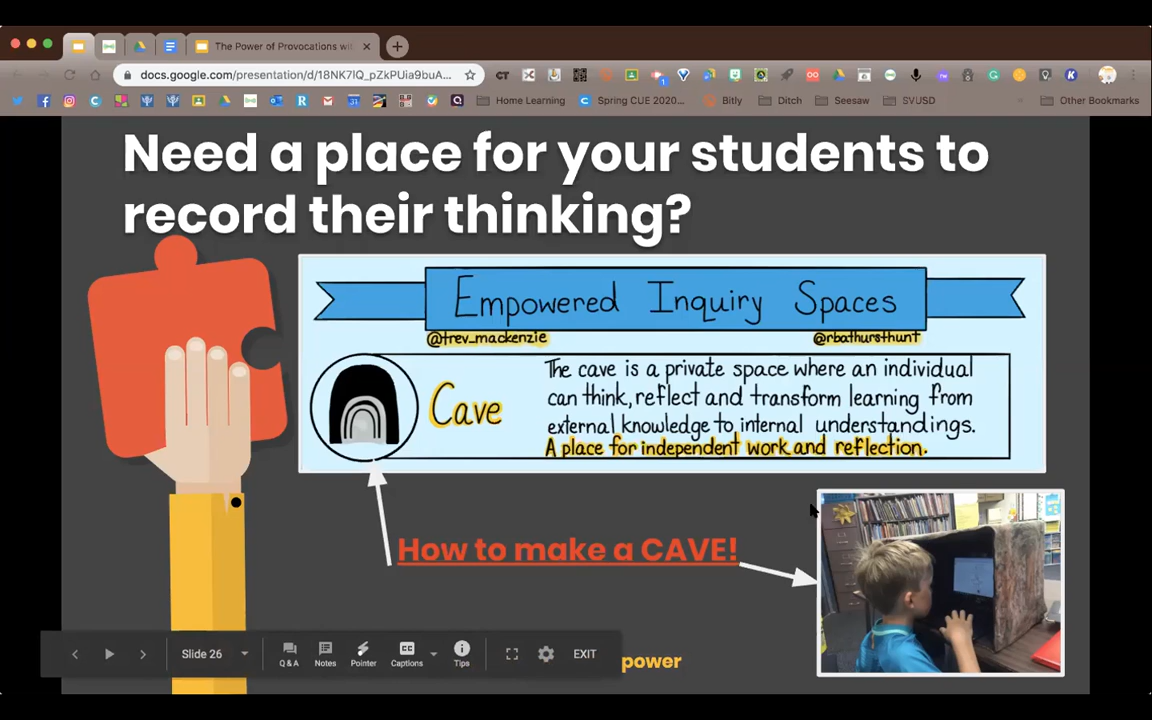 The Power of Provocations wit
docs.google.com/presentation/d/18NK7lQ_pZkPUia9buA...
Home Learning
Spring CUE 2020...
Bitly
Ditch
Seesaw
SVUSD
Other Bookmarks
Need a place for your students to
record their thinking?
Empowered Inquiry Spaces
@trev_mackenzie
@rbathursthunt
Cave
The cave is a private space where an individual
can think, reflect and transform learning from
external knowledge to internal understandings.
A place for independent work and reflection.
How to make a CAVE!
Slide 26
Q & A
Notes
Pointer
Captions
Tips
EXIT
power